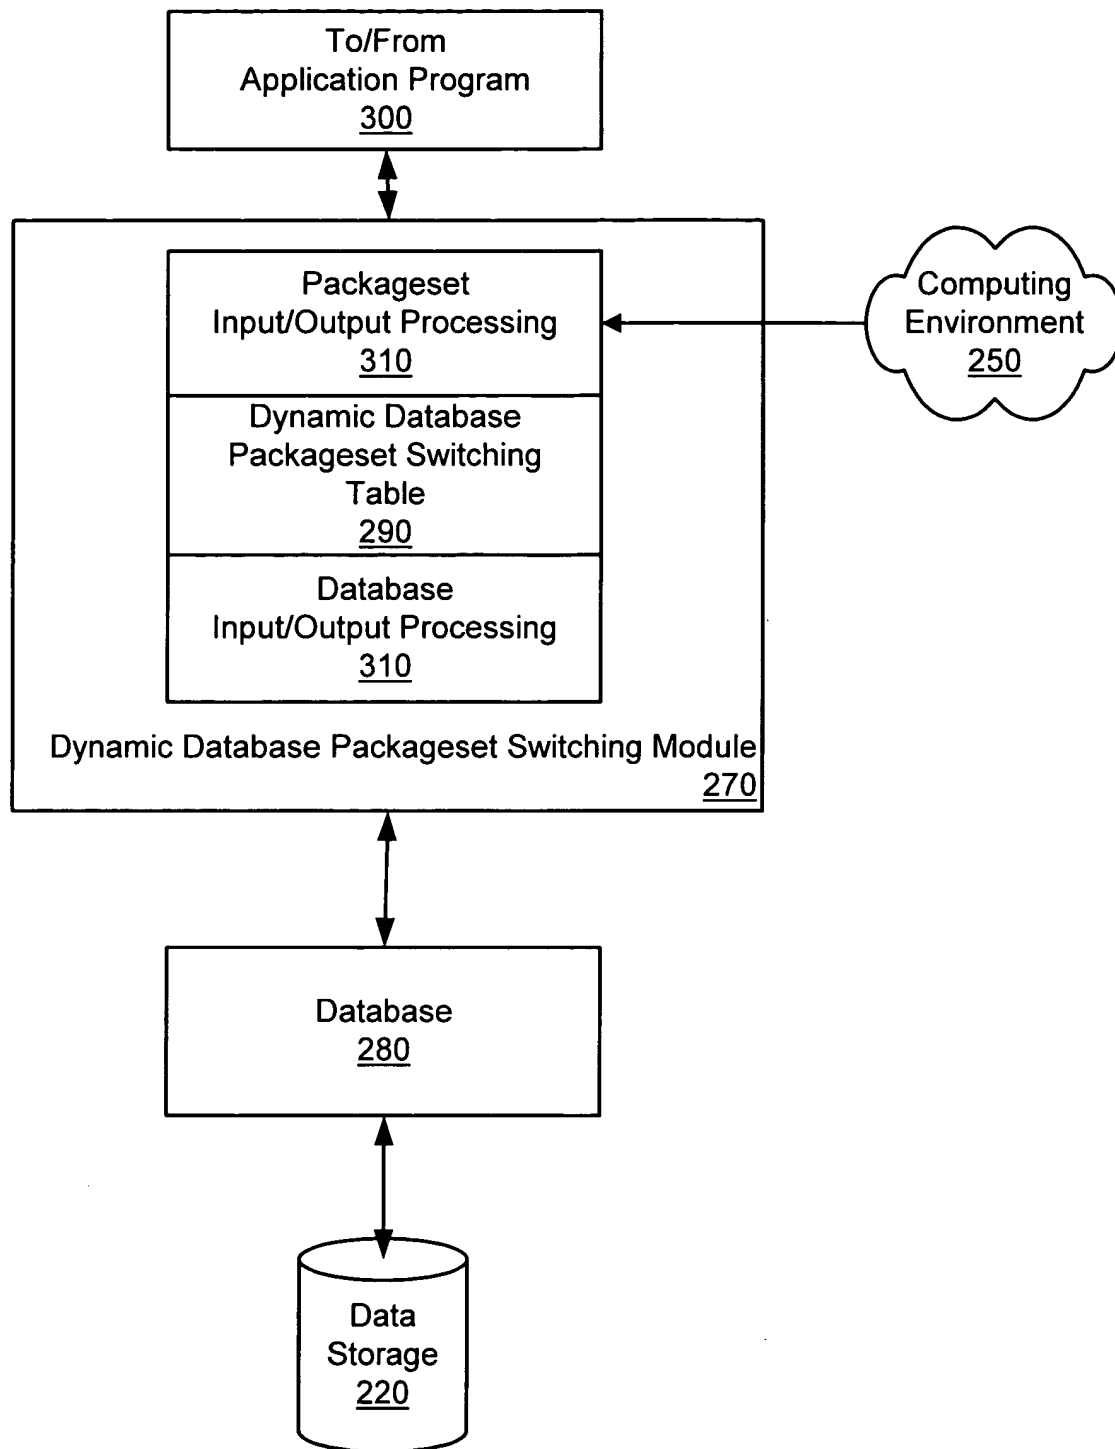 To/From
Application Program
300
Packageset
Input/Output Processing
310
Computing
Environment
250
Dynamic Database
Packageset Switching
Table
290
Database
Input/Output Processing
310
Dynamic Database Packageset Switching Module
270
Database
280
Data
Storage
220